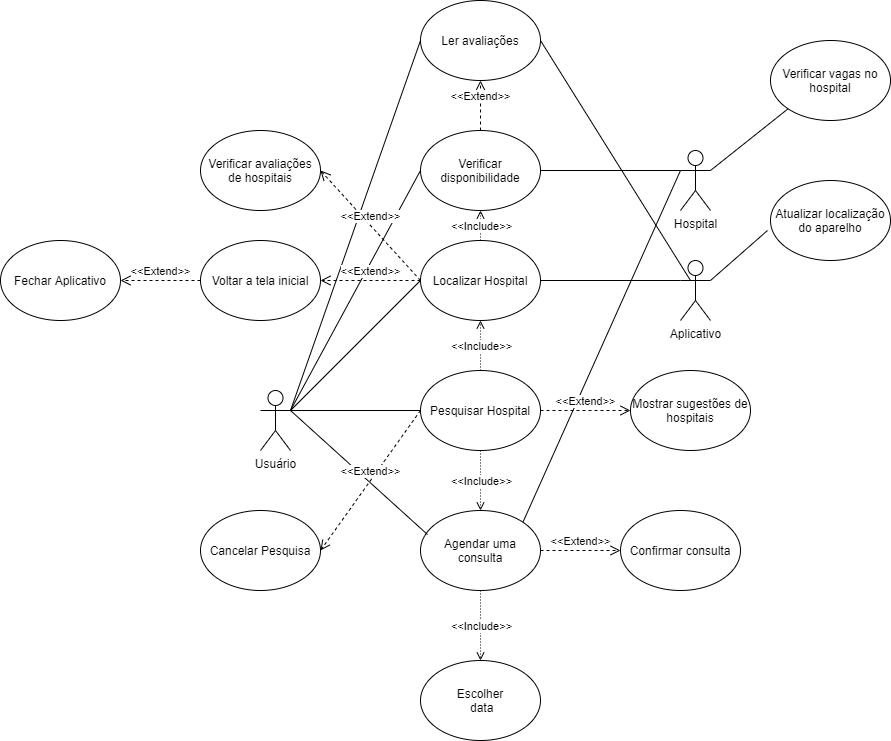 Ler avaliações
Verificar vagas no
hospital
<<Extend>>
Verificar avaliações
de hospitais
Verificar
disponibilidade
Hospital
<<Extend>>
<<Include>>
Atualizar localização
do aparelho
Fechar Aplicativo
<<Extend>>
Voltar a tela inicial
<<Extend>>
Localizar Hospital
Aplicativo
<<Include>>
Usuário
Pesquisar Hospital
<<Extend>>
Mostrar sugestões de
hospitais
<<Extend>>
<<Include>>
Cancelar Pesquisa
Agendar uma
consulta
<<Extend>>
Confirmar consulta
<<Include>>
Escolher
data